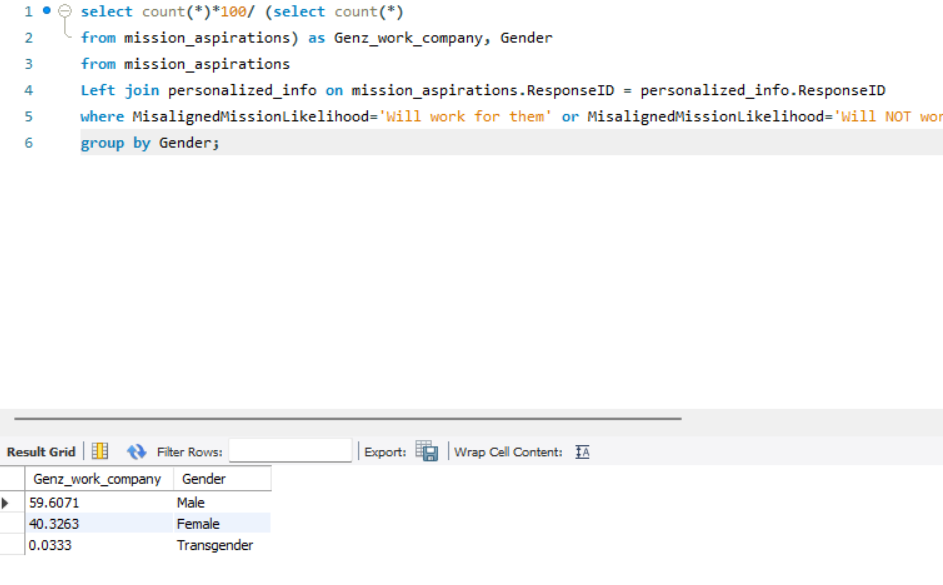 1 select count(*)*100/ (select count(*)
2 from mission_aspirations) as Genz_work_company, Gender
3 from mission_aspirations
4 Left join personalized_info on mission_aspirations.ResponseID = personalized_info.ResponseID
5 where MisalignedMissionLikelihood='Will work for them' or MisalignedMissionLikelihood='Will NOT wor
6 group by Gender;
Result Grid Filter Rows: Export: Wrap Cell Content: IA
Genz_work_company Gender
59.6071 Male
40.3263 Female
0.0333 Transgender